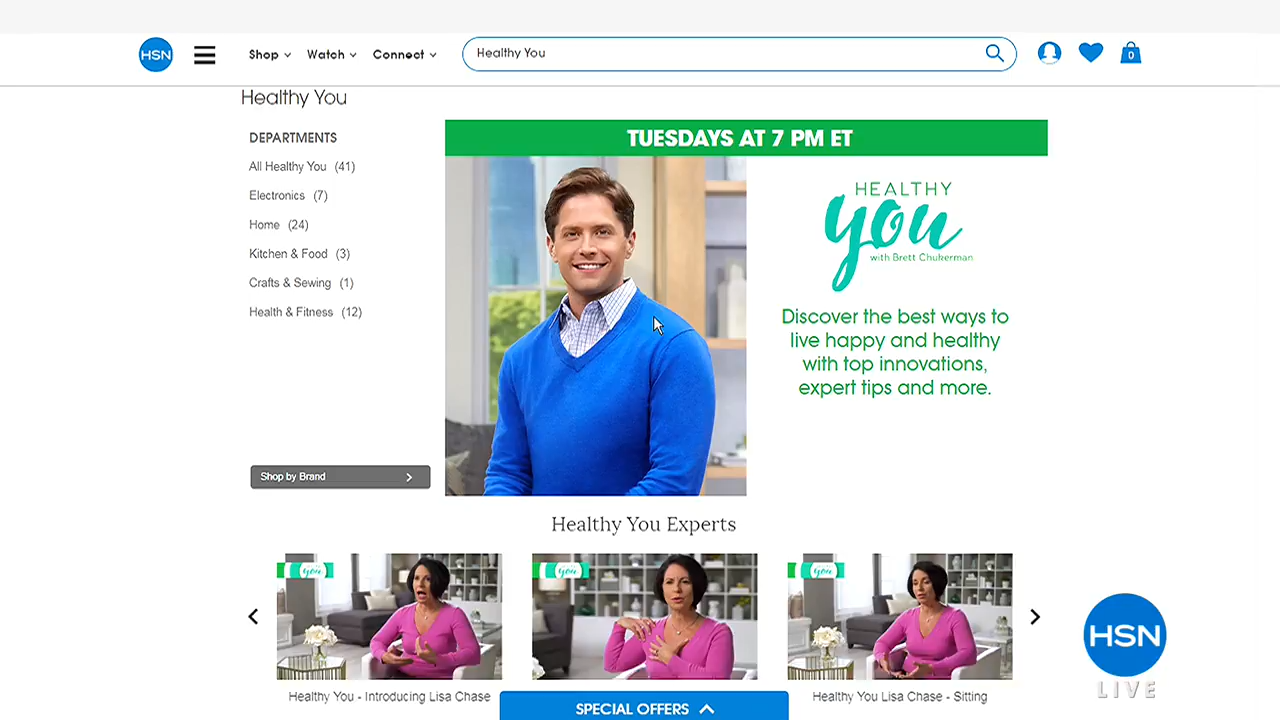 HSN
Shop
Watch
Connect
Healthy You
0
Healthy You
DEPARTMENTS
All Healthy You (41)
Electronics (7)
Home (24)
Kitchen & Food (3)
Crafts & Sewing (1)
Health & Fitness (12)
Shop by Brand
TUESDAYS AT 7 PM ET
HEALTHY
you
with Brett Chukerman
Discover the best ways to
live happy and healthy
with top innovations,
expert tips and more.
Healthy You Experts
you
you
you
Healthy You - Introducing Lisa Chase
Healthy You Lisa Chase - Sitting
SPECIAL OFFERS
HSN
LIVE